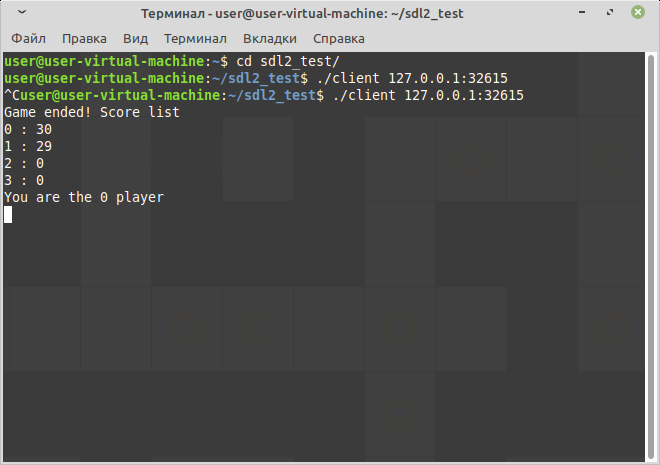 Терминал - user@user-virtual-machine: ~/sdl2_test
Файл Правка Вид Терминал Вкладки Справка
user@user-virtual-machine:~$ cd sdl2_test/
user@user-virtual-machine:~/sdl2_test$ ./client 127.0.0.1:32615
^Cuser@user-virtual-machine:~/sdl2_test$ ./client 127.0.0.1:32615
Game ended! Score list
0 : 30
1 : 29
2 : 0
3 : 0
You are the 0 player